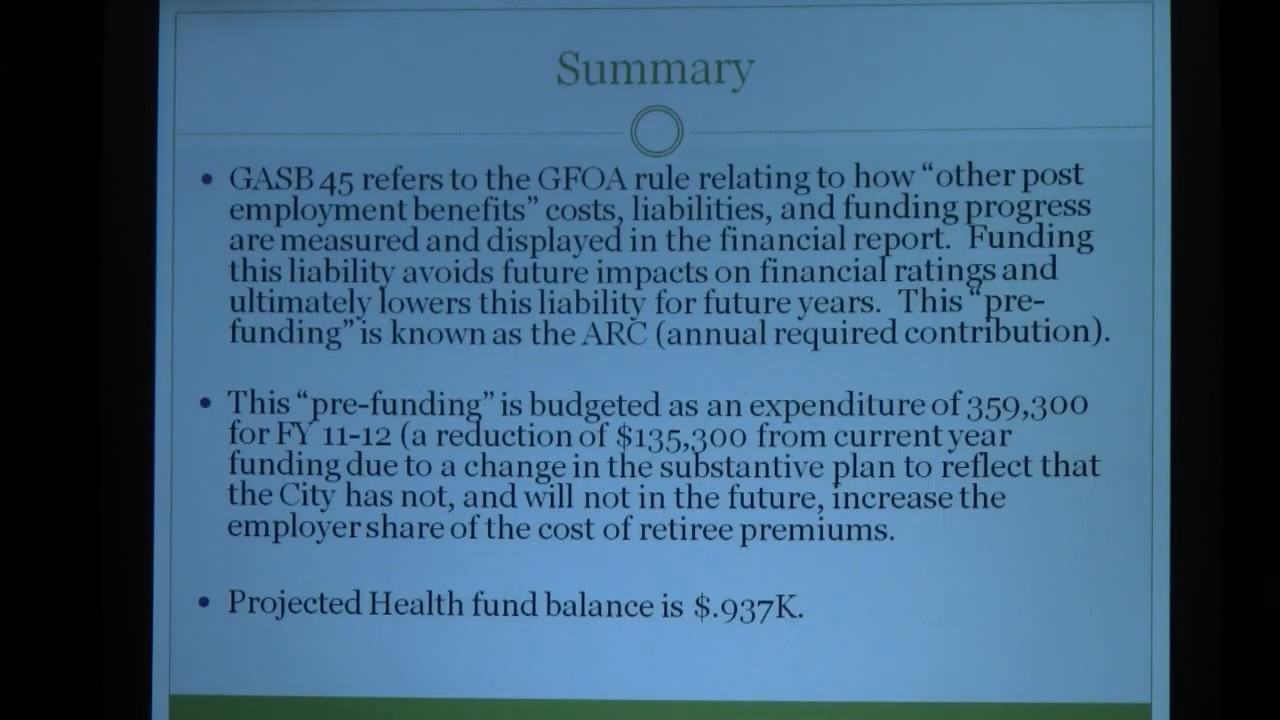 Summary
• GASB 45 refers to the GFOA rule relating to how “other post
employment benefits” costs, liabilities, and funding progress
are measured and displayed in the financial report. Funding
this liability avoids future impacts on financial ratings and
ultimately lowers this liability for future years. This “pre-
funding” is known as the ARC (annual required contribution).
• This “pre-funding” is budgeted as an expenditure of 359,300
for FY 11-12 (a reduction of $135,300 from current year
funding due to a change in the substantive plan to reflect that
the City has not, and will not in the future, increase the
employer share of the cost of retiree premiums.
• Projected Health fund balance is $.937K.